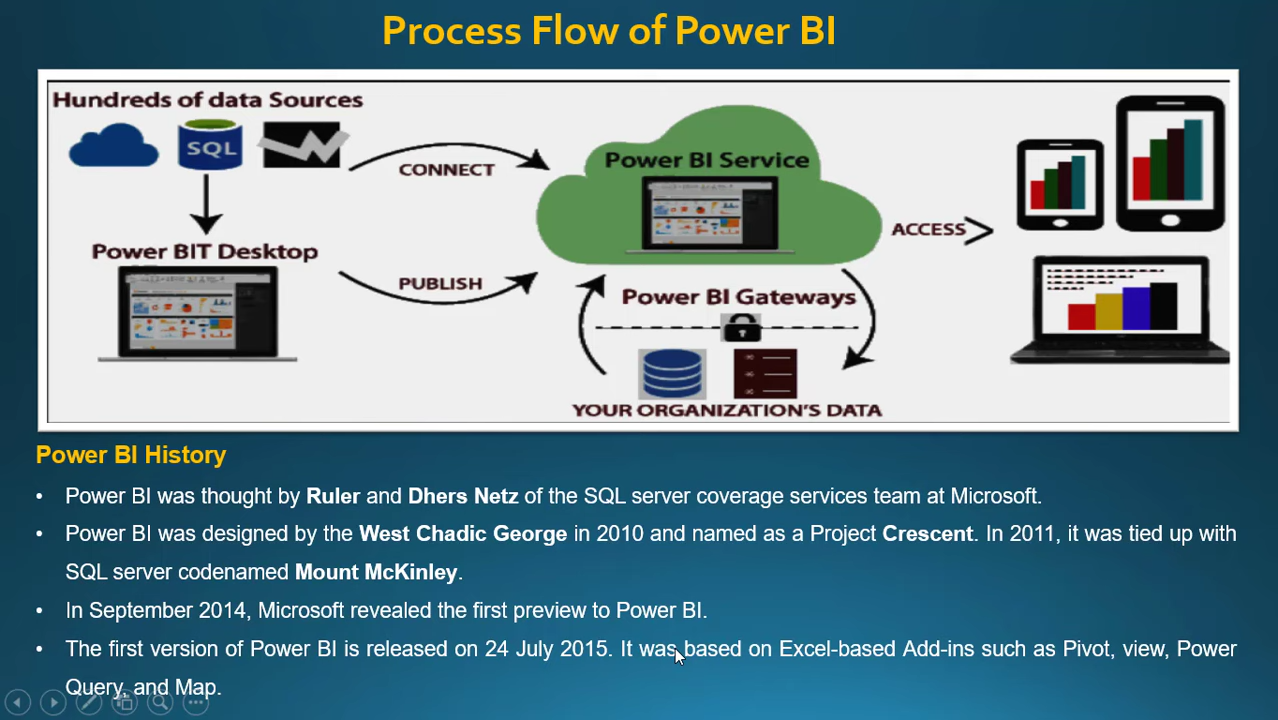 Process Flow of Power BI
Hundreds of data Sources
SQL
CONNECT
Power BI Service
ACCESS
Power BIT Desktop
PUBLISH
Power BI Gateways
YOUR ORGANIZATION'S DATA
Power BI History
• Power BI was thought by Ruler and Dhers Netz of the SQL server coverage services team at Microsoft.
• Power BI was designed by the West Chadic George in 2010 and named as a Project Crescent. In 2011, it was tied up with
SQL server codenamed Mount McKinley.
• In September 2014, Microsoft revealed the first preview to Power BI.
• The first version of Power BI is released on 24 July 2015. It was based on Excel-based Add-ins such as Pivot, view, Power
Query, and Map.